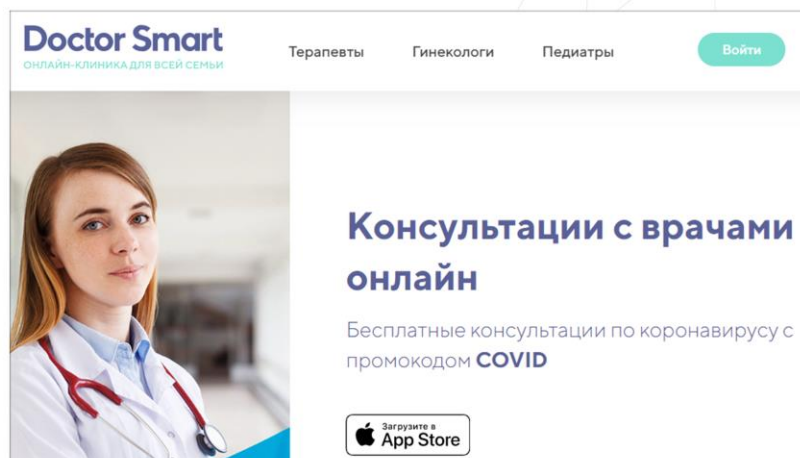 Doctor Smart
ОНЛАЙН-КЛИНИКА ДЛЯ ВСЕЙ СЕМЬИ
Терапевты Гинекологи Педиатры Войти
Консультации с врачами
онлайн
Бесплатные консультации по коронавирусу с
промокодом COVID
Загрузите в
App Store